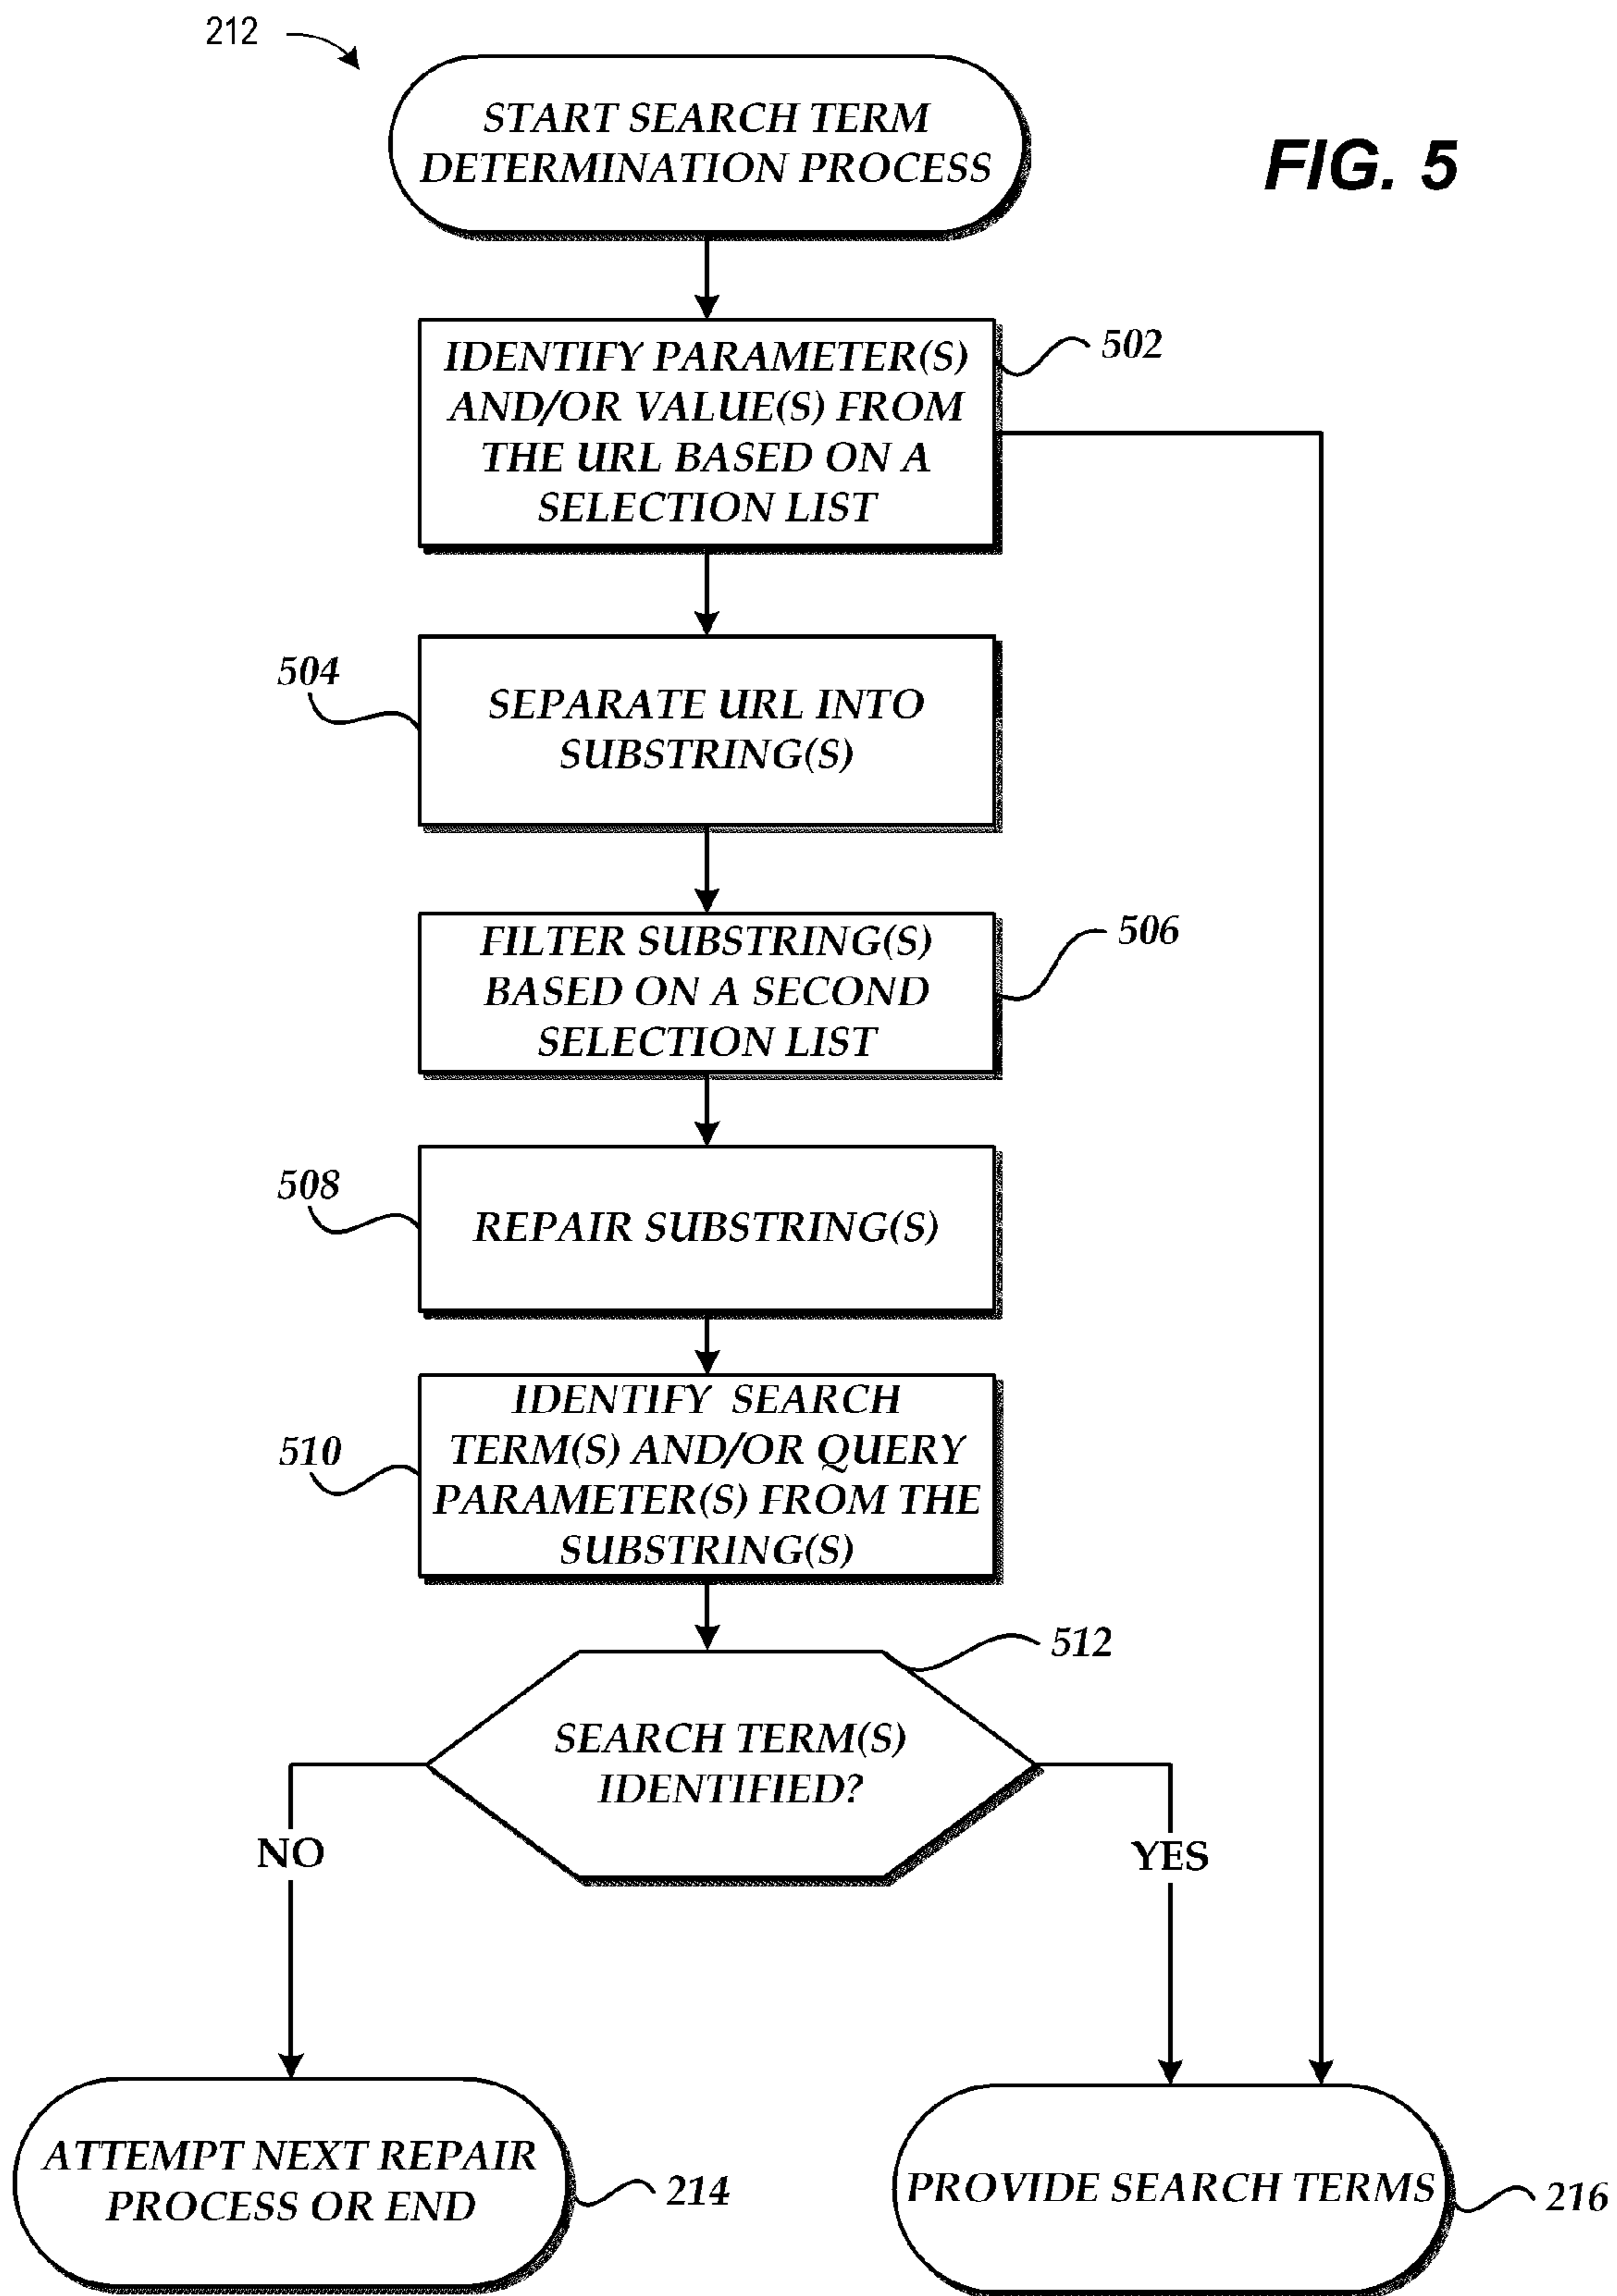 212
START SEARCH TERM
DETERMINATION PROCESS
FIG. 5
IDENTIFY PARAMETER(S)
AND/OR VALUE(S) FROM
THE URL BASED ON A
SELECTION LIST
502
504
SEPARATE URL INTO
SUBSTRING(S)
FILTER SUBSTRING(S)
BASED ON A SECOND
SELECTION LIST
506
508
REPAIR SUBSTRING(S)
510
IDENTIFY SEARCH
TERM(S) AND/OR QUERY
PARAMETER(S) FROM THE
SUBSTRING(S)
512
SEARCH TERM(S)
IDENTIFIED?
NO
YES
ATTEMPT NEXT REPAIR
PROCESS OR END
214
PROVIDE SEARCH TERMS
216